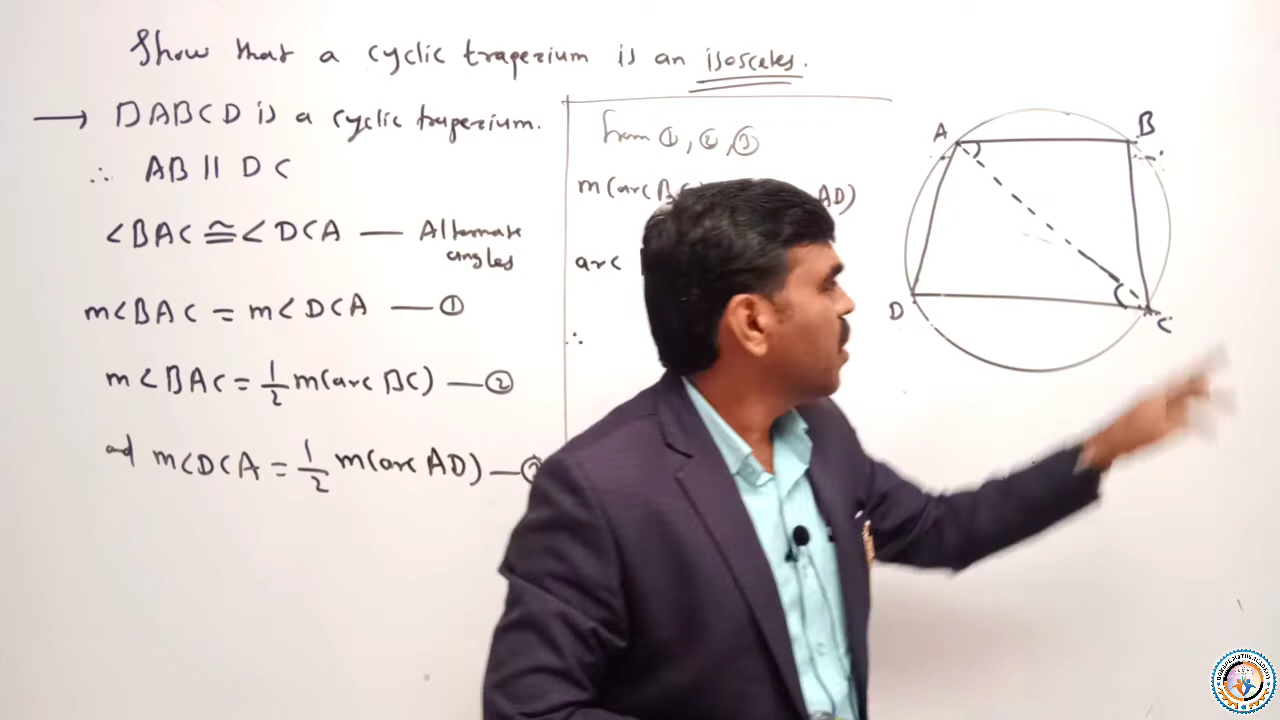 Show that a cyclic trapezium is an isosceles.
→ □ABCD is a cyclic trapezium.
∴ AB || DC
∠BAC ≅ ∠DCA — Alternate
angles
m∠BAC = m∠DCA — ①
m∠BAC = 1/2 m(arc BC) — ②
and m∠DCA = 1/2 m(arc AD) —
from ①, ②, ③
m(arc B
AD)
arc
∴
A
B
D
C